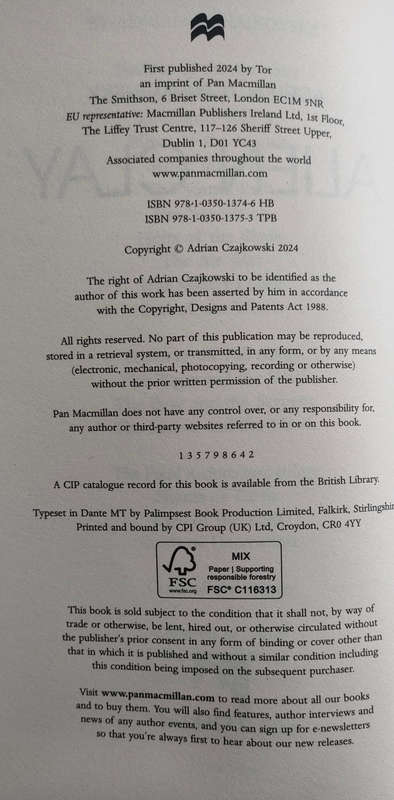 First published 2024 by Tor
an imprint of Pan Macmillan
The Smithson, 6 Briset Street, London EC1M 5NR
EU representative: Macmillan Publishers Ireland Ltd, 1st Floor,
The Liffey Trust Centre, 117–126 Sheriff Street Upper,
Dublin 1, D01 YC43
Associated companies throughout the world
www.panmacmillan.com
ISBN 978-1-0350-1374-6 HB
ISBN 978-1-0350-1375-3 TPB
Copyright © Adrian Czajkowski 2024
The right of Adrian Czajkowski to be identified as the
author of this work has been asserted by him in accordance
with the Copyright, Designs and Patents Act 1988.
All rights reserved. No part of this publication may be reproduced,
stored in a retrieval system, or transmitted, in any form, or by any means
(electronic, mechanical, photocopying, recording or otherwise)
without the prior written permission of the publisher.
Pan Macmillan does not have any control over, or any responsibility for,
any author or third-party websites referred to in or on this book.
1 3 5 7 9 8 6 4 2
A CIP catalogue record for this book is available from the British Library.
Typeset in Dante MT by Palimpsest Book Production Limited, Falkirk, Stirlingshire
Printed and bound by CPI Group (UK) Ltd, Croydon, CR0 4YY
FSC
www.fsc.org
MIX
Paper | Supporting
responsible forestry
FSC® C116313
This book is sold subject to the condition that it shall not, by way of
trade or otherwise, be lent, hired out, or otherwise circulated without
the publisher's prior consent in any form of binding or cover other than
that in which it is published and without a similar condition including
this condition being imposed on the subsequent purchaser.
Visit www.panmacmillan.com to read more about all our books
and to buy them. You will also find features, author interviews and
news of any author events, and you can sign up for e-newsletters
so that you're always first to hear about our new releases.